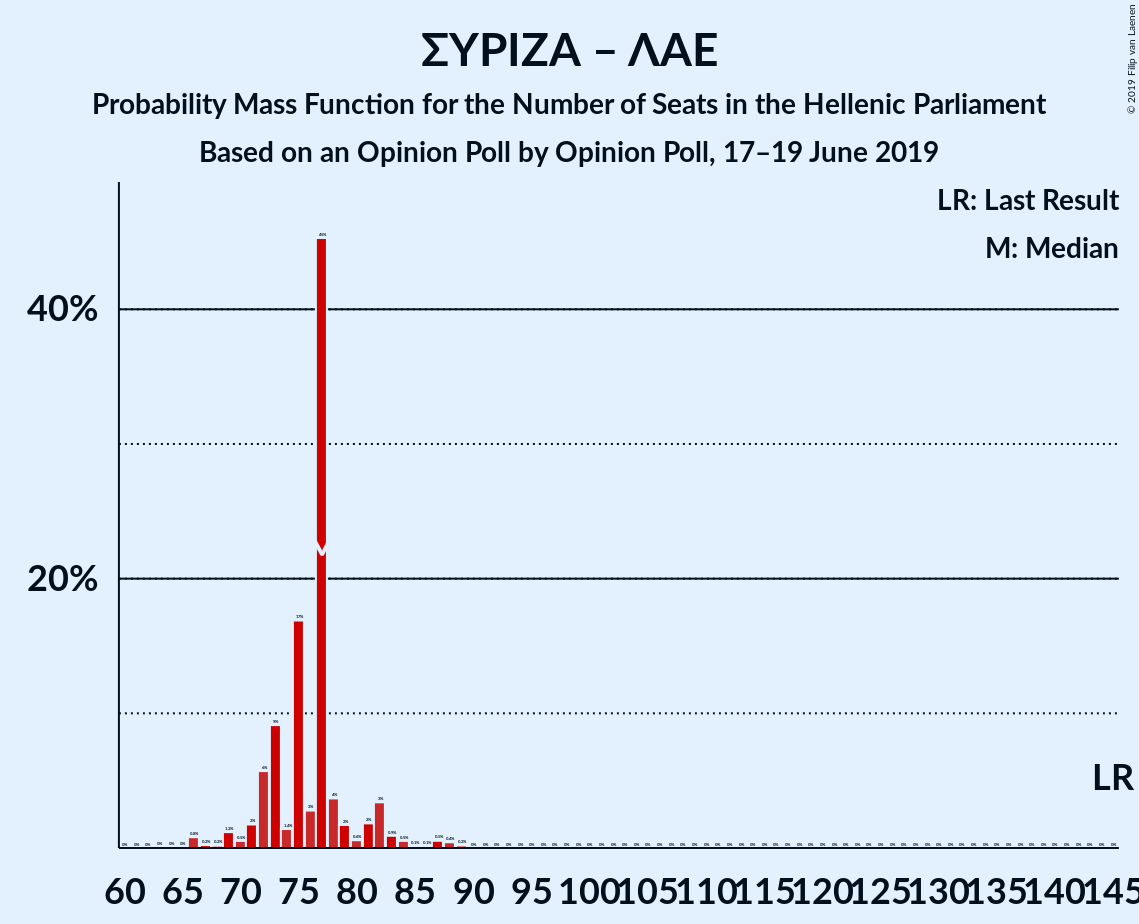 ΣΥΡΙΖΑ – ΛΑΕ
Probability Mass Function for the Number of Seats in the Hellenic Parliament
Based on an Opinion Poll by Opinion Poll, 17–19 June 2019
© 2019 Filip van Laenen
LR: Last Result
M: Median
40%
20%
LR
60 65 70 75 80 85 90 95 100 105 110 115 120 125 130 135 140 145